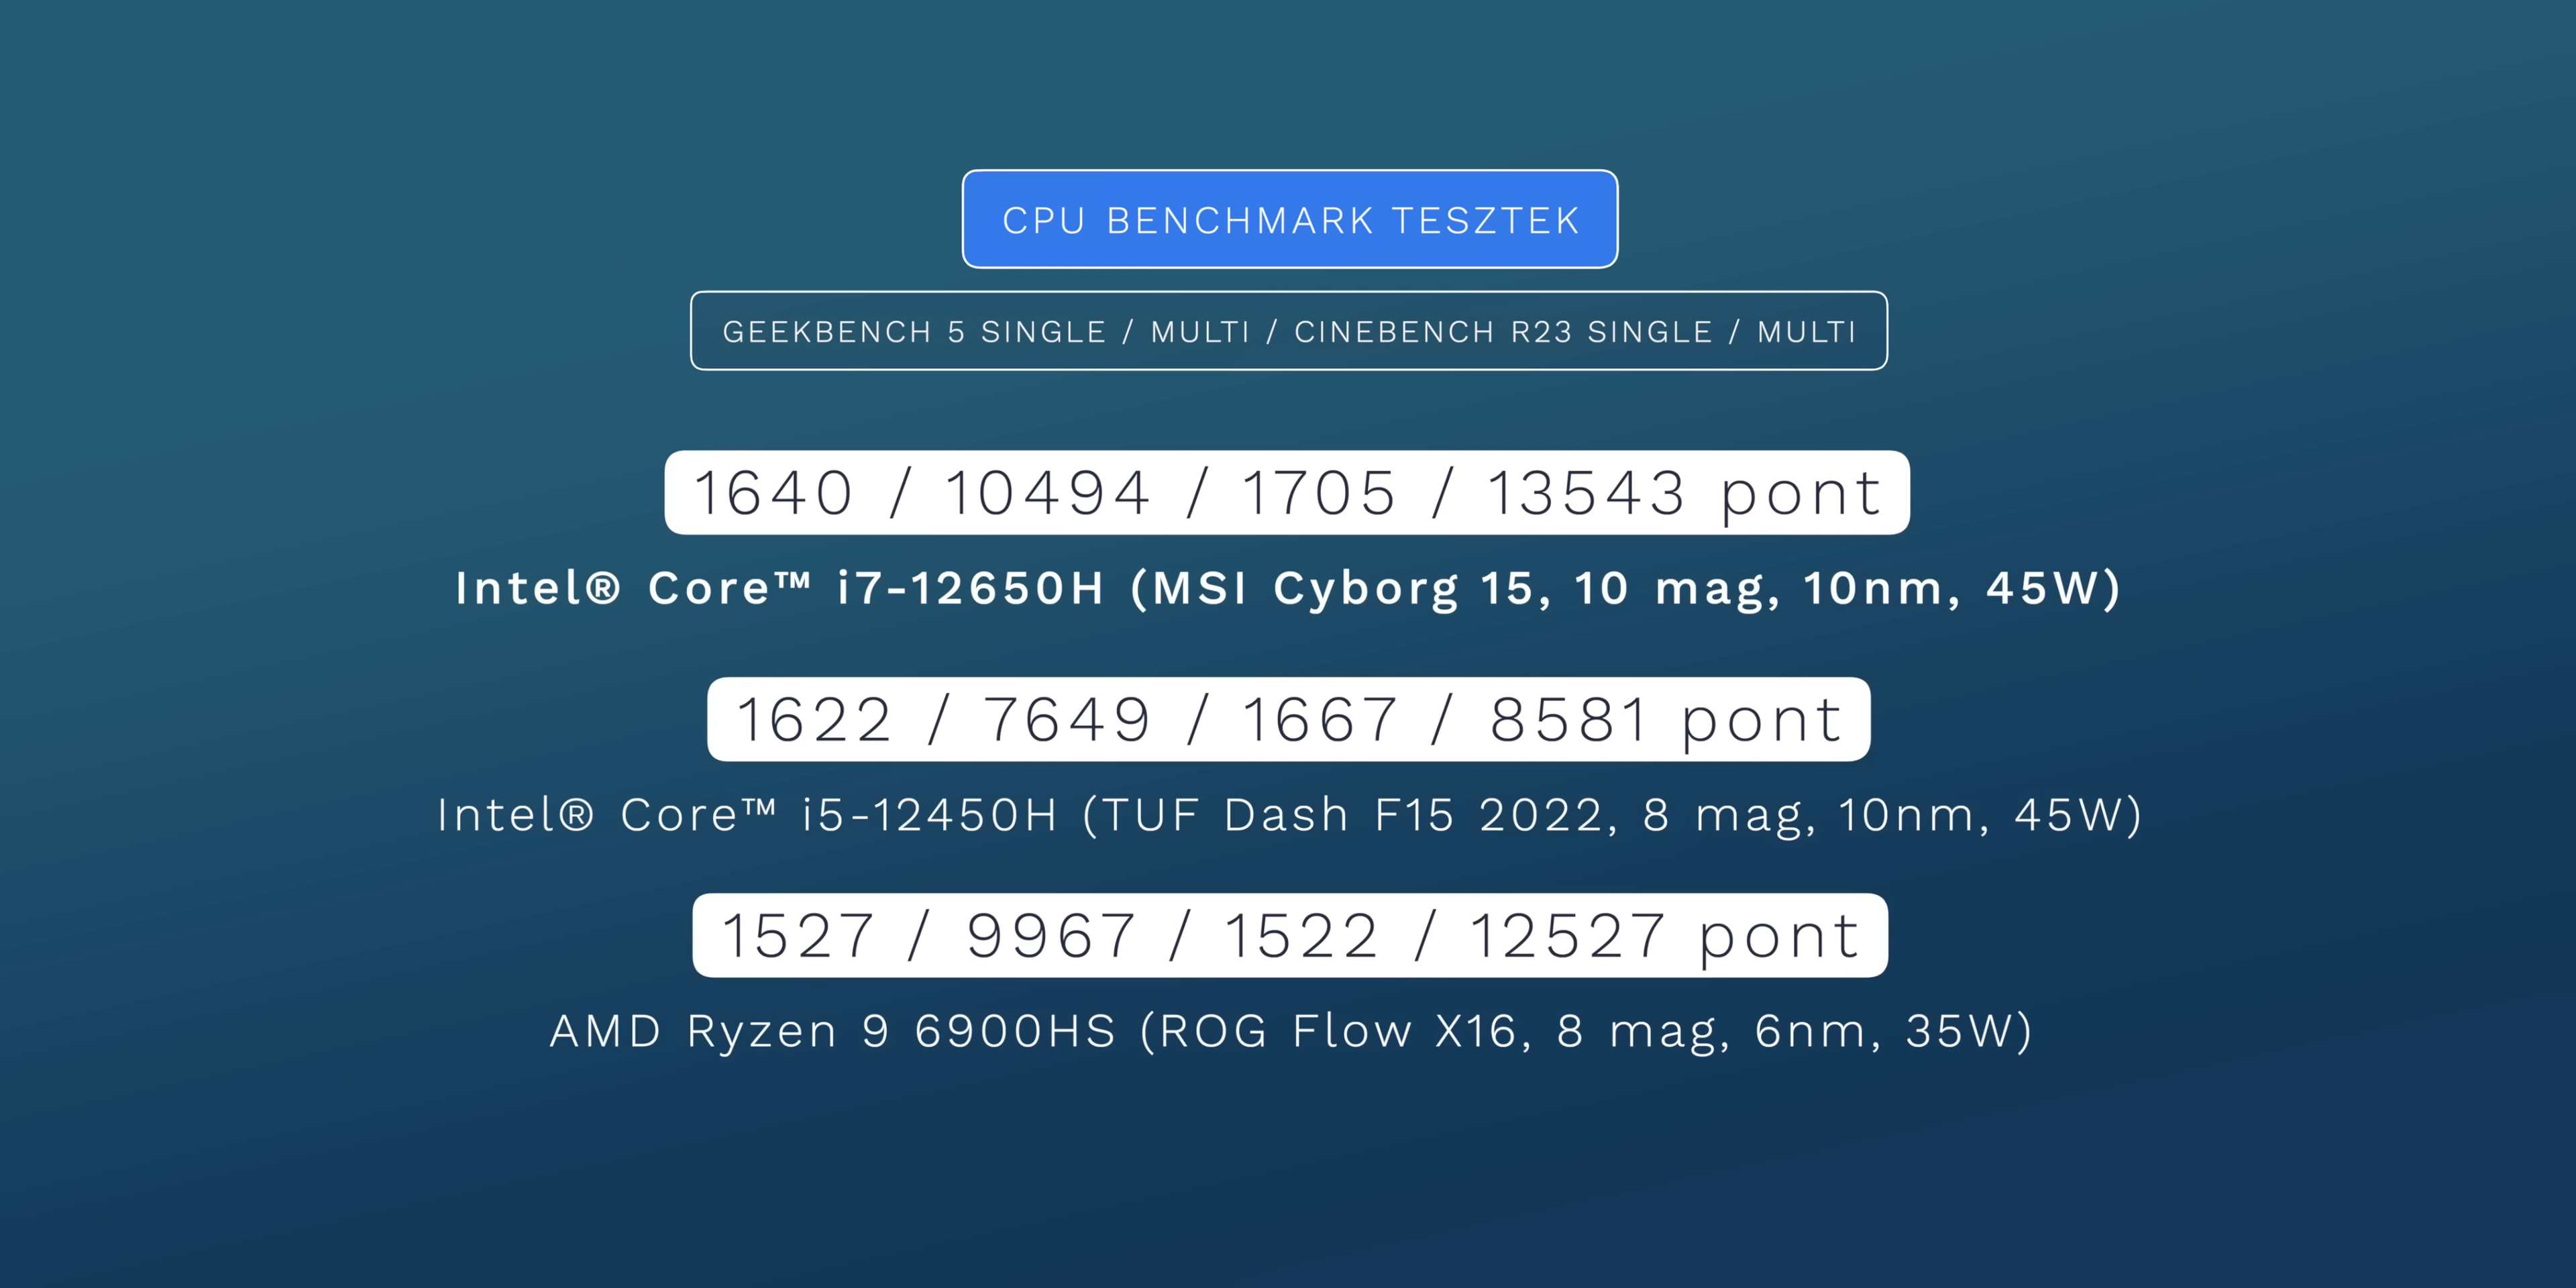 CPU BENCHMARK TESZTEK
GEEKBENCH 5 SINGLE / MULTI / CINEBENCH R23 SINGLE / MULTI
1640 / 10494 / 1705 / 13543 pont
Intel® Core™ i7-12650H (MSI Cyborg 15, 10 mag, 10nm, 45W)
1622 / 7649 / 1667 / 8581 pont
Intel® Core™ i5-12450H (TUF Dash F15 2022, 8 mag, 10nm, 45W)
1527 / 9967 / 1522 / 12527 pont
AMD Ryzen 9 6900HS (ROG Flow X16, 8 mag, 6nm, 35W)